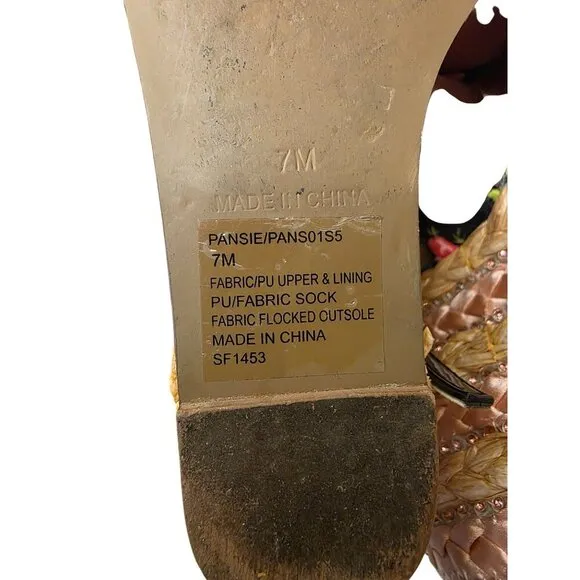 7M
MADE IN CHINA
PANSIE/PANS01S5
7M
FABRIC/PU UPPER & LINING
PU/FABRIC SOCK
FABRIC FLOCKED OUTSOLE
MADE IN CHINA
SF1453